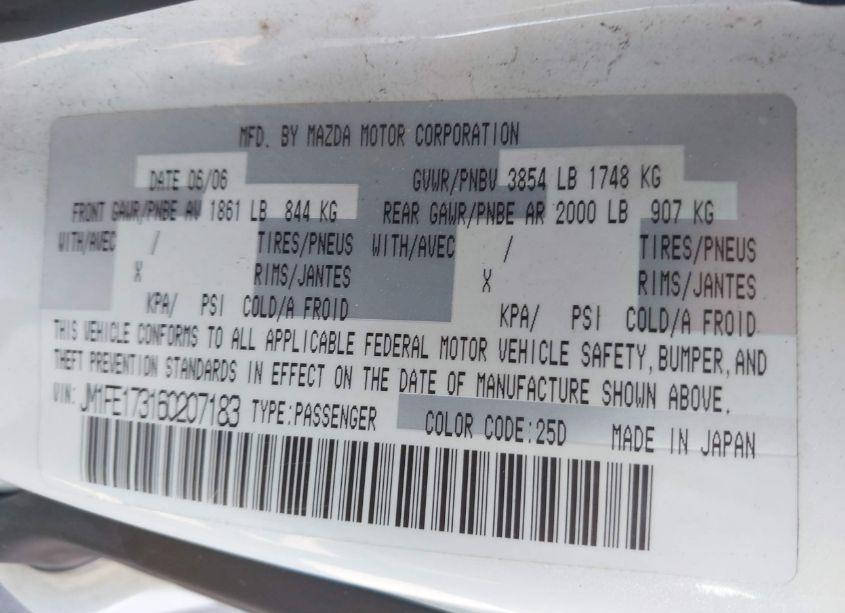 MFD. BY MAZDA MOTOR CORPORATION
DATE 06/06 GVWR/PNBV 3854 LB 1748 KG
FRONT GAWR/PNBE AV 1861 LB 844 KG REAR GAWR/PNBE AR 2000 LB 907 KG
WITH/AVEC / TIRES/PNEUS WITH/AVEC / TIRES/PNEUS
X RIMS/JANTES X RIMS/JANTES
KPA/ PSI COLD/A FROID KPA/ PSI COLD/A FROID
THIS VEHICLE CONFORMS TO ALL APPLICABLE FEDERAL MOTOR VEHICLE SAFETY, BUMPER, AND
THEFT PREVENTION STANDARDS IN EFFECT ON THE DATE OF MANUFACTURE SHOWN ABOVE.
VIN: JM1FE173160207183 TYPE:PASSENGER COLOR CODE:25D MADE IN JAPAN